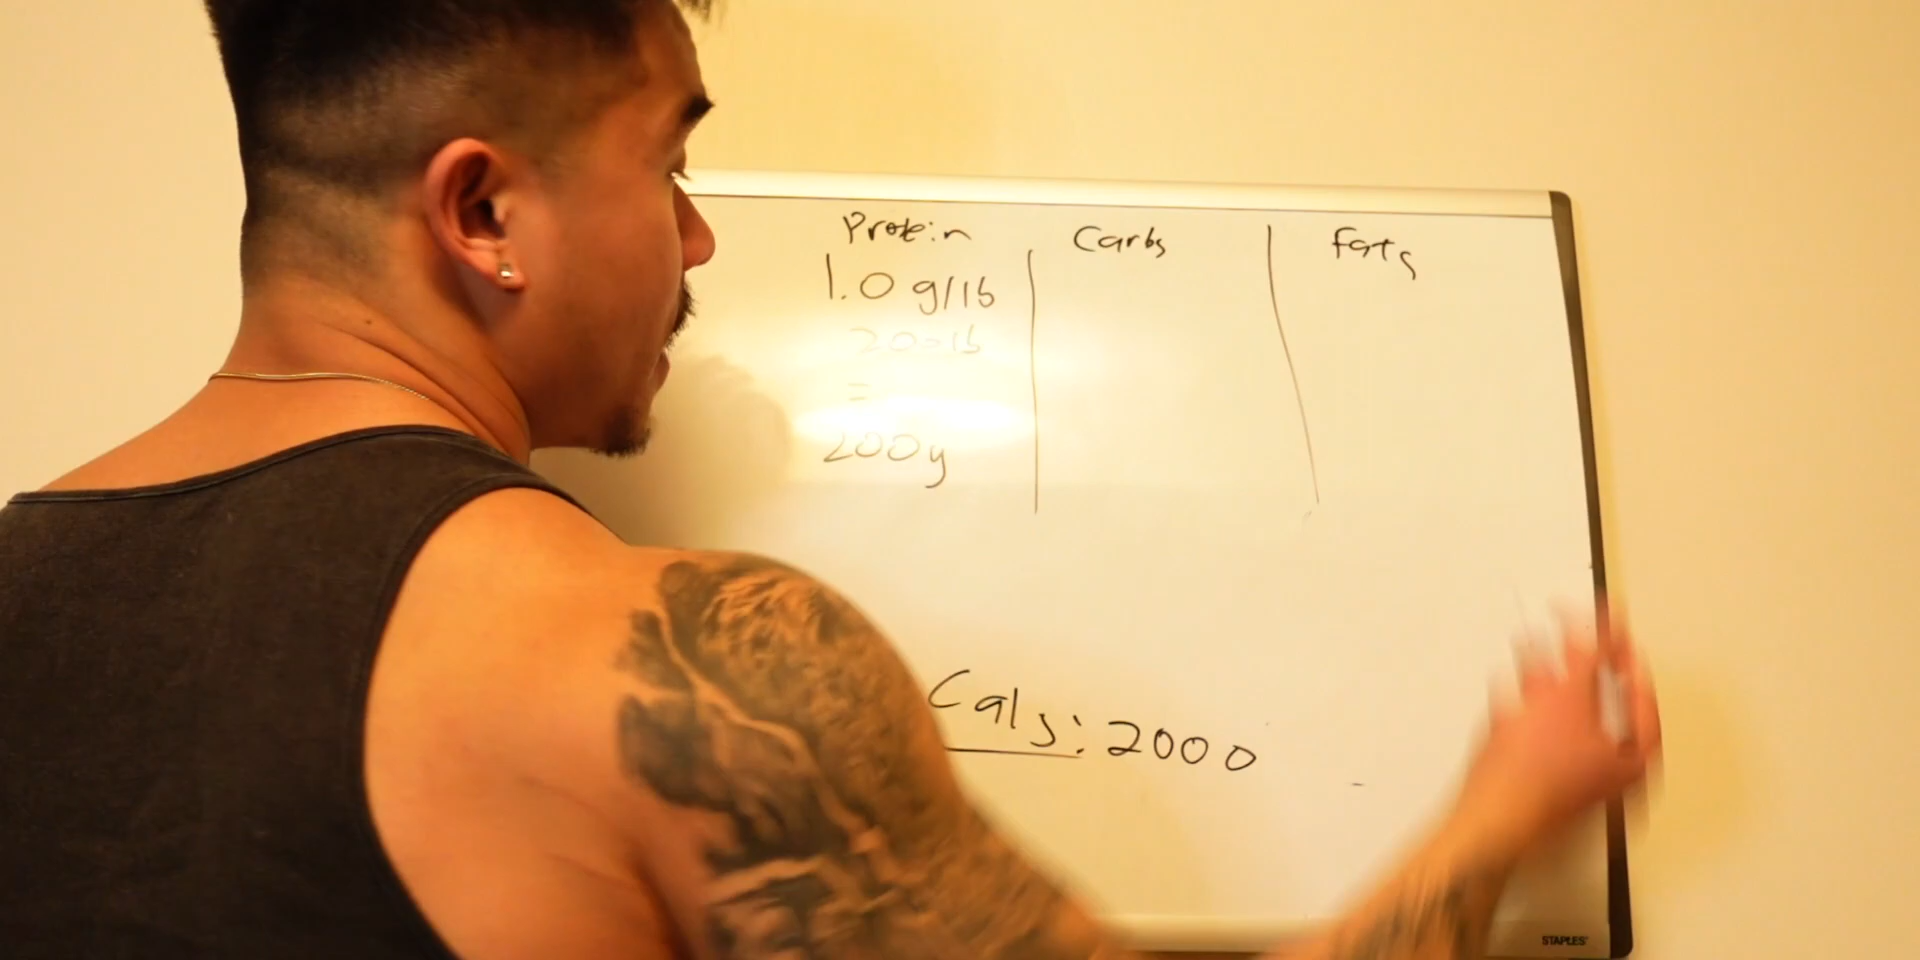 Protein Carbs Fats
1.0 g/lb
200lb
=
200g
Cals: 2000
STAPLES